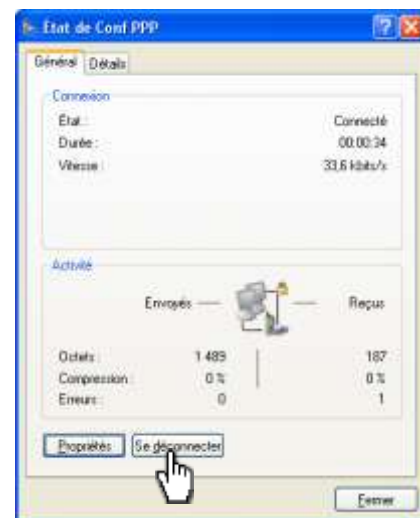 État de Conf PPP
Général Détails
Connexion
État : Connecté
Durée : 00:00:34
Vitesse : 33,6 kbits/s
Activité
Envoyés — — Reçus
Octets : 1 489 187
Compression : 0 % 0 %
Erreurs : 0 1
Propriétés Se déconnecter
Fermer